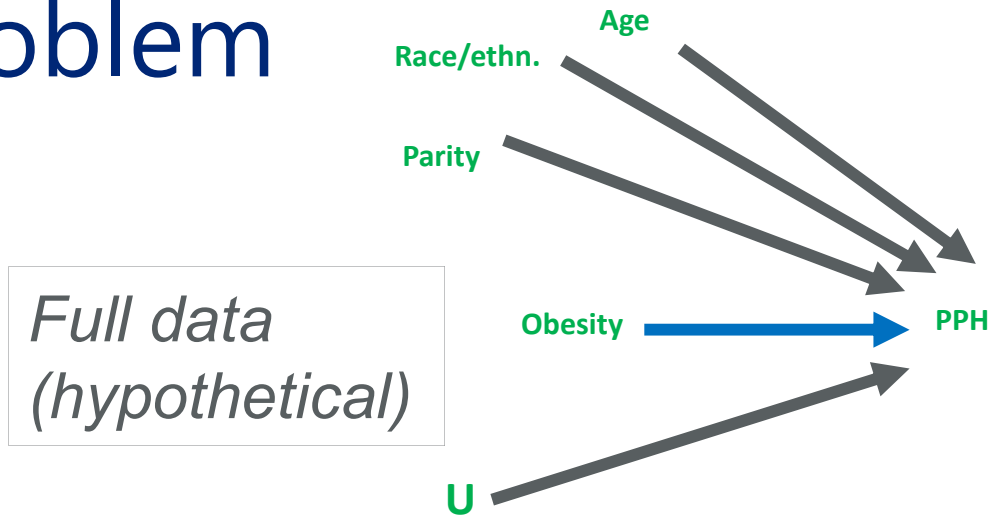 oblem
Age
Race/ethn.
Parity
Full data
(hypothetical)
Obesity
PPH
U